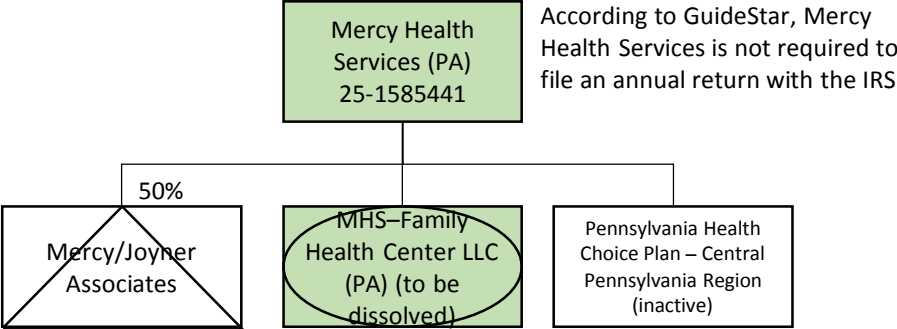 Mercy Health
Services (PA)
25-1585441
According to GuideStar, Mercy
Health Services is not required to
file an annual return with the IRS
50%
Mercy/Joyner
Associates
MHS–Family
Health Center LLC
(PA) (to be
dissolved)
Pennsylvania Health
Choice Plan – Central
Pennsylvania Region
(inactive)